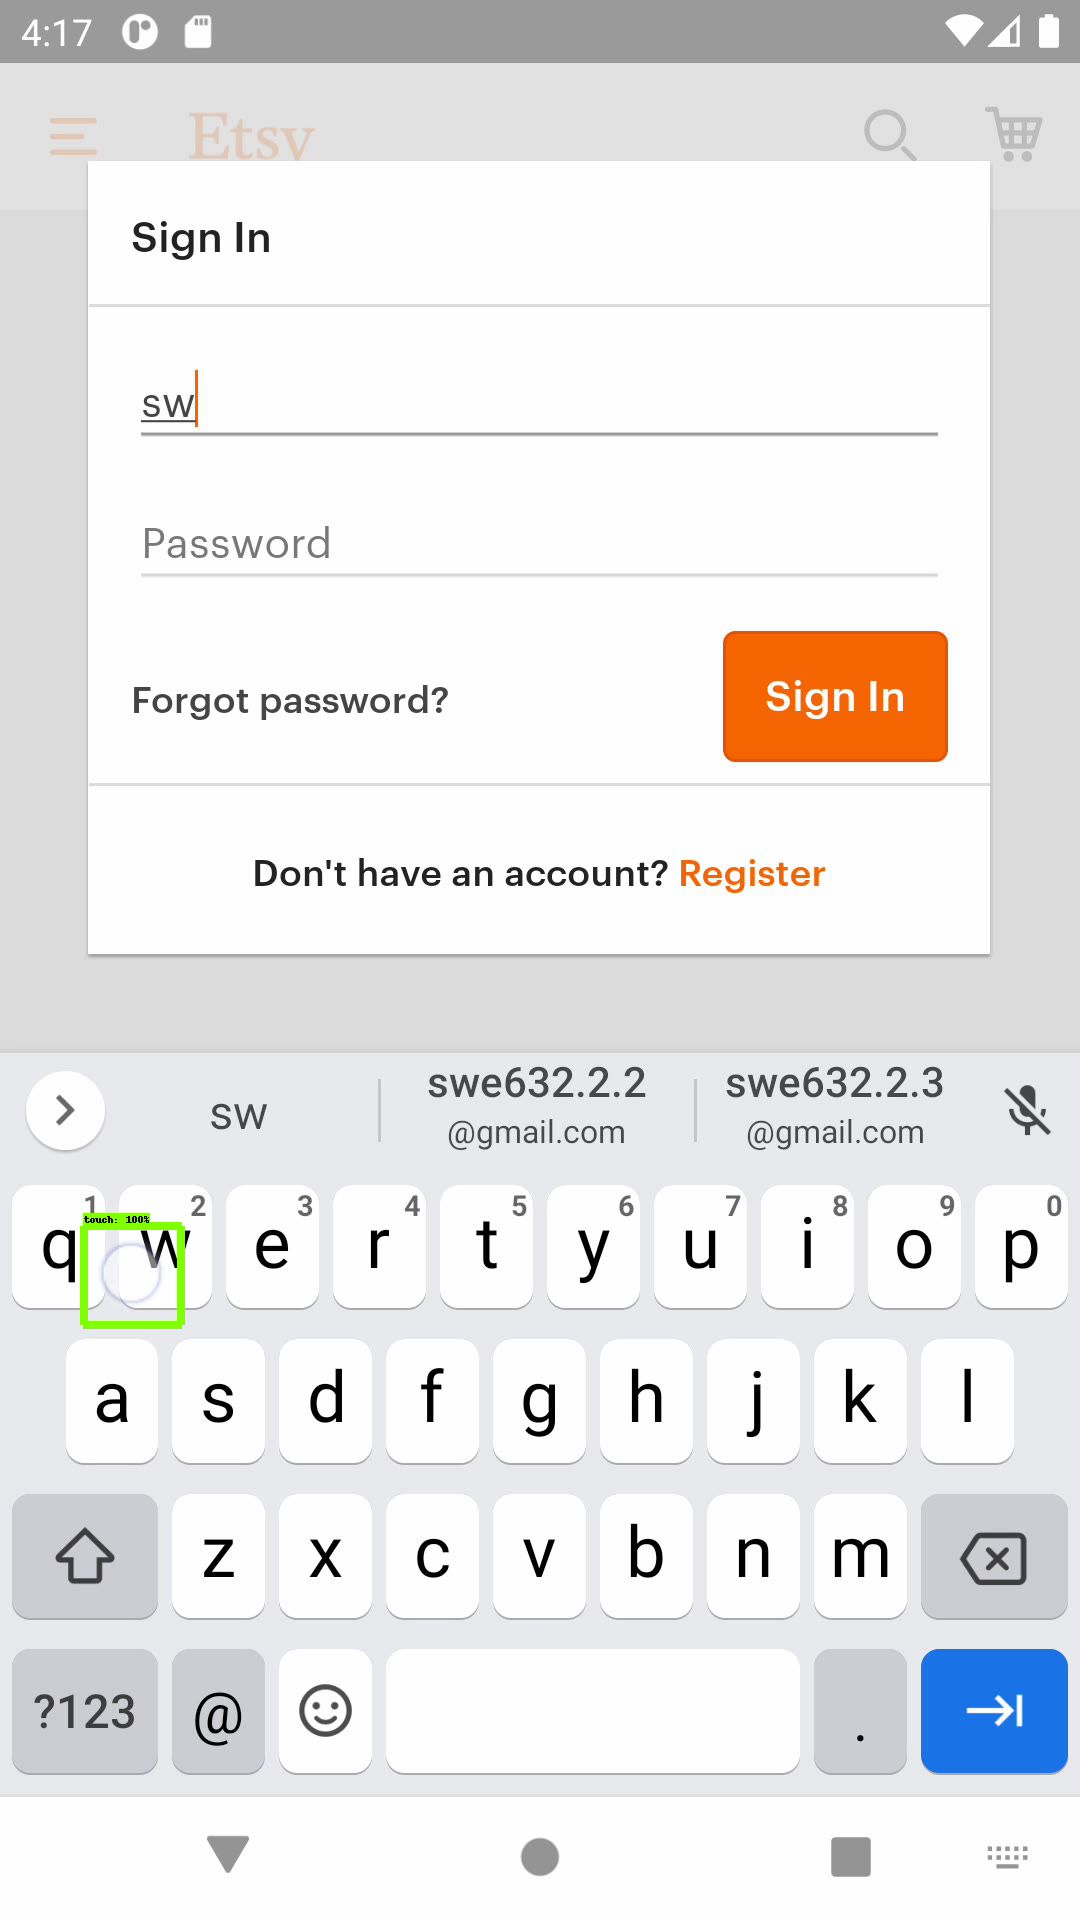 4:17
Etsy
Sign In
sw
Password
Forgot password?
Sign In
Don't have an account? Register
sw
swe632.2.2
@gmail.com
swe632.2.3
@gmail.com
1 2 3 4 5 6 7 8 9 0
touch: 100%
q w e r t y u i o p
a s d f g h j k l
z x c v b n m
?123 @ .